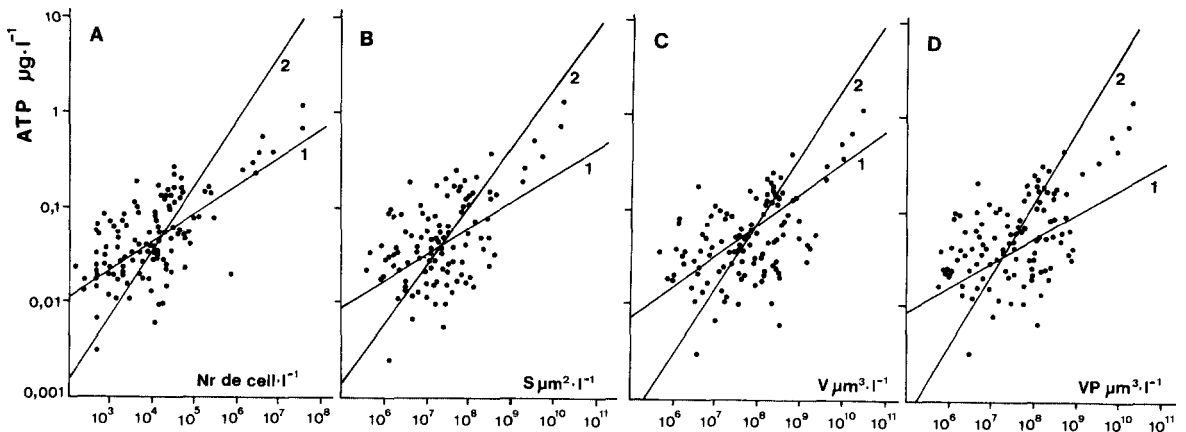 10
1
0,1
0,01
0,001
ATP µg·l⁻¹
A
2
1
Nr de cell·l⁻¹
10³ 10⁴ 10⁵ 10⁶ 10⁷ 10⁸
B
2
1
S µm²·l⁻¹
10⁶ 10⁷ 10⁸ 10⁹ 10¹⁰ 10¹¹
C
2
1
V µm³·l⁻¹
10⁶ 10⁷ 10⁸ 10⁹ 10¹⁰ 10¹¹
D
2
1
VP µm³·l⁻¹
10⁶ 10⁷ 10⁸ 10⁹ 10¹⁰ 10¹¹